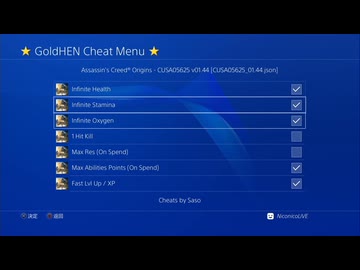 GoldHEN Cheat Menu
Assassin's Creed® Origins - CUSA05625 v01.44 [CUSA05625_01.44.json]
Infinite Health
Infinite Stamina
Infinite Oxygen
1 Hit Kill
Max Res (On Spend)
Max Abilities Points (On Spend)
Fast Lvl Up / XP
Cheats by Saso
決定
返回
NiconicoLIVE